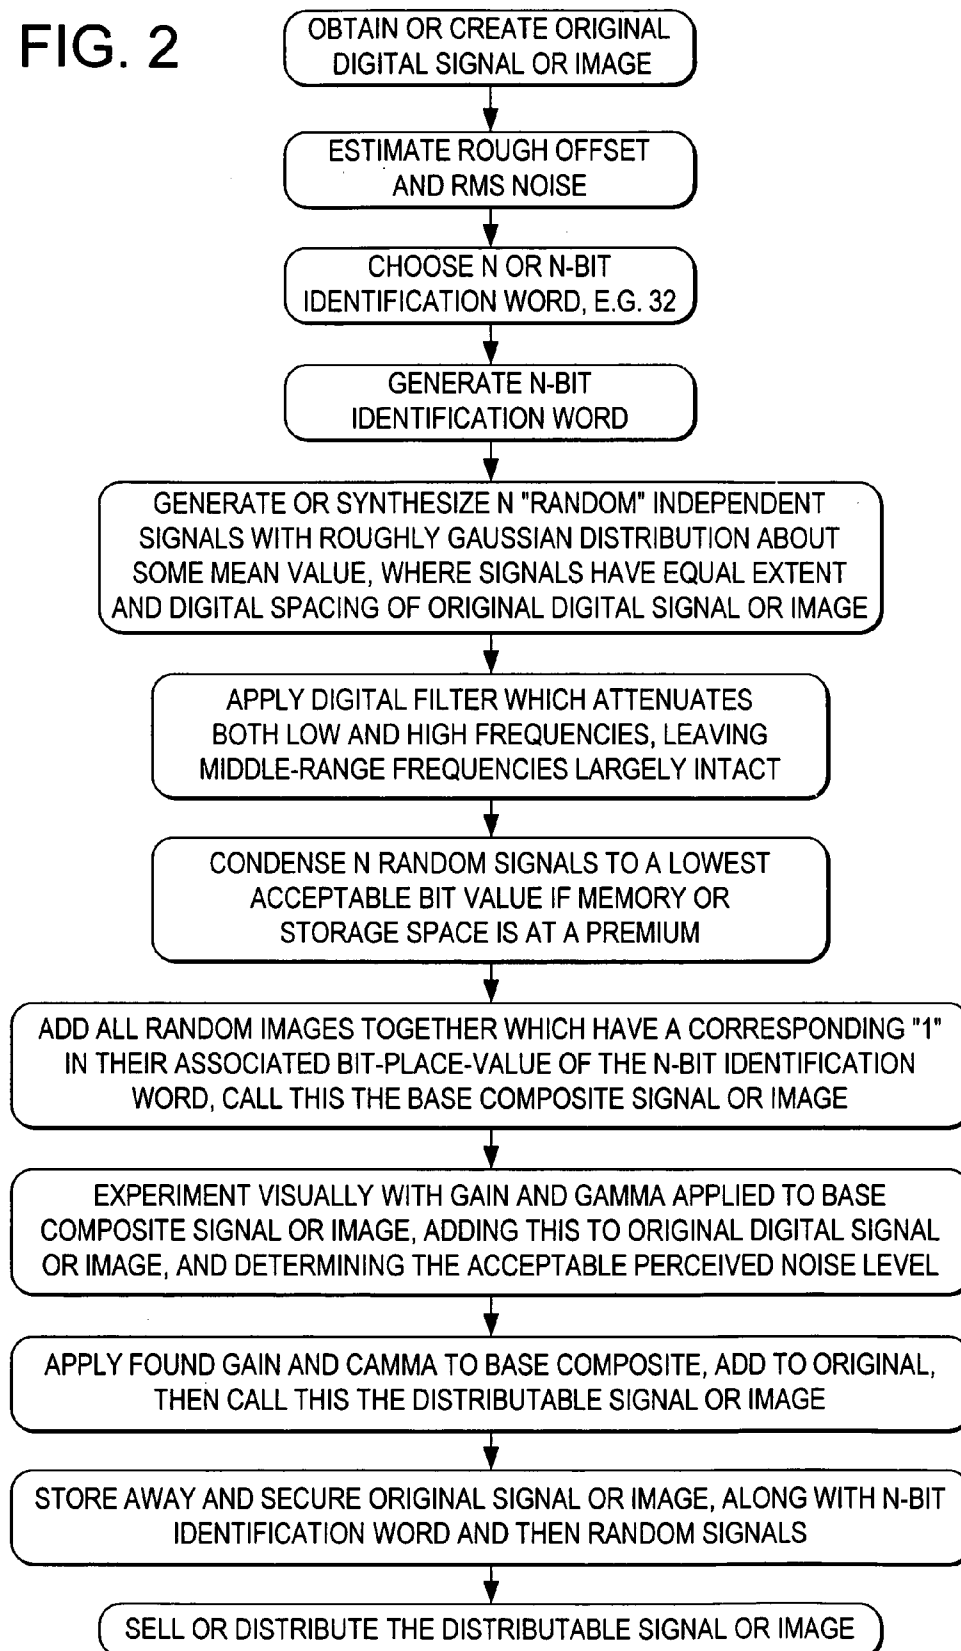 FIG. 2
OBTAIN OR CREATE ORIGINAL
DIGITAL SIGNAL OR IMAGE
ESTIMATE ROUGH OFFSET
AND RMS NOISE
CHOOSE N OR N-BIT
IDENTIFICATION WORD, E.G. 32
GENERATE N-BIT
IDENTIFICATION WORD
GENERATE OR SYNTHESIZE N "RANDOM" INDEPENDENT
SIGNALS WITH ROUGHLY GAUSSIAN DISTRIBUTION ABOUT
SOME MEAN VALUE, WHERE SIGNALS HAVE EQUAL EXTENT
AND DIGITAL SPACING OF ORIGINAL DIGITAL SIGNAL OR IMAGE
APPLY DIGITAL FILTER WHICH ATTENUATES
BOTH LOW AND HIGH FREQUENCIES, LEAVING
MIDDLE-RANGE FREQUENCIES LARGELY INTACT
CONDENSE N RANDOM SIGNALS TO A LOWEST
ACCEPTABLE BIT VALUE IF MEMORY OR
STORAGE SPACE IS AT A PREMIUM
ADD ALL RANDOM IMAGES TOGETHER WHICH HAVE A CORRESPONDING "1"
IN THEIR ASSOCIATED BIT-PLACE-VALUE OF THE N-BIT IDENTIFICATION
WORD, CALL THIS THE BASE COMPOSITE SIGNAL OR IMAGE
EXPERIMENT VISUALLY WITH GAIN AND GAMMA APPLIED TO BASE
COMPOSITE SIGNAL OR IMAGE, ADDING THIS TO ORIGINAL DIGITAL SIGNAL
OR IMAGE, AND DETERMINING THE ACCEPTABLE PERCEIVED NOISE LEVEL
APPLY FOUND GAIN AND CAMMA TO BASE COMPOSITE, ADD TO ORIGINAL,
THEN CALL THIS THE DISTRIBUTABLE SIGNAL OR IMAGE
STORE AWAY AND SECURE ORIGINAL SIGNAL OR IMAGE, ALONG WITH N-BIT
IDENTIFICATION WORD AND THEN RANDOM SIGNALS
SELL OR DISTRIBUTE THE DISTRIBUTABLE SIGNAL OR IMAGE